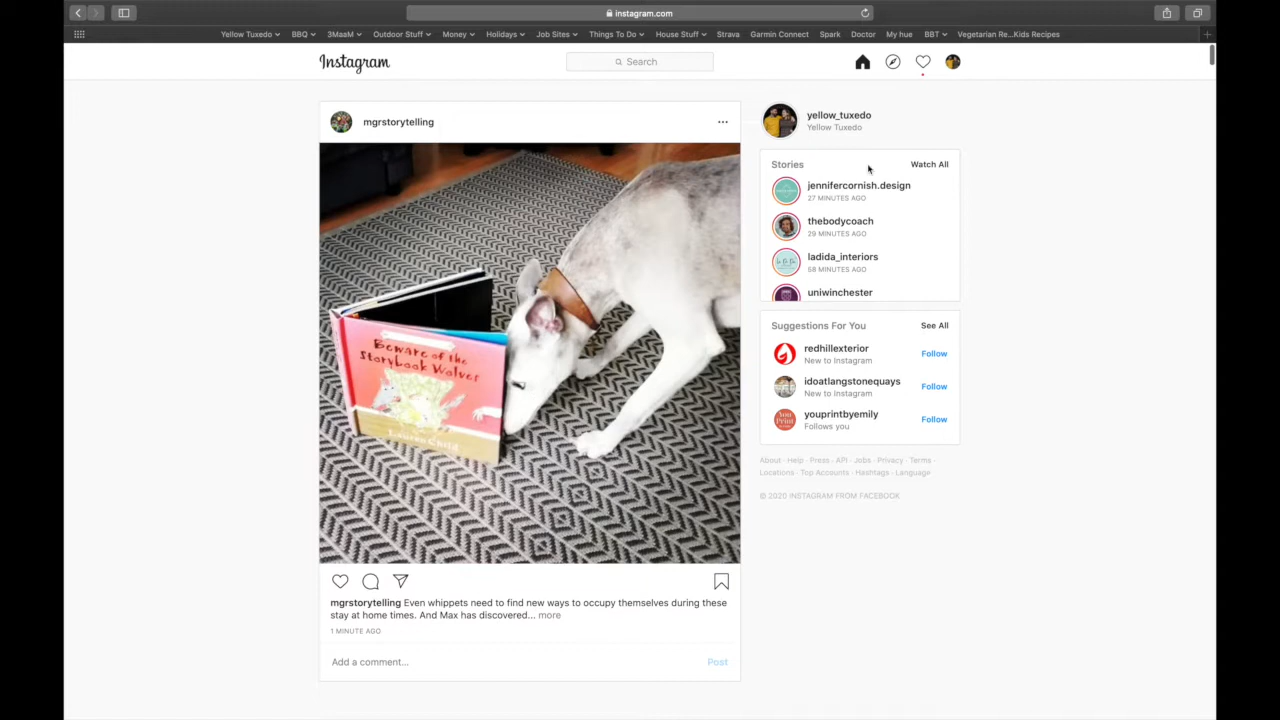 instagram.com
Yellow Tuxedo BBQ 3MaaM Outdoor Stuff Money Holidays Job Sites Things To Do House Stuff Strava Garmin Connect Spark Doctor My hue BBT Vegetarian Re...Kids Recipes
Instagram
Search
mgrstorytelling
Beware of the
Storybook Wolves
Lauren Child
mgrstorytelling Even whippets need to find new ways to occupy themselves during these
stay at home times. And Max has discovered... more
1 MINUTE AGO
Add a comment... Post
yellow_tuxedo
Yellow Tuxedo
Stories Watch All
jennifercornish.design
27 MINUTES AGO
thebodycoach
29 MINUTES AGO
ladida_interiors
58 MINUTES AGO
uniwinchester
Suggestions For You See All
redhillexterior
New to Instagram
Follow
idoatlangstonequays
New to Instagram
Follow
youprintbyemily
Follows you
Follow
About · Help · Press · API · Jobs · Privacy · Terms ·
Locations · Top Accounts · Hashtags · Language
© 2020 INSTAGRAM FROM FACEBOOK